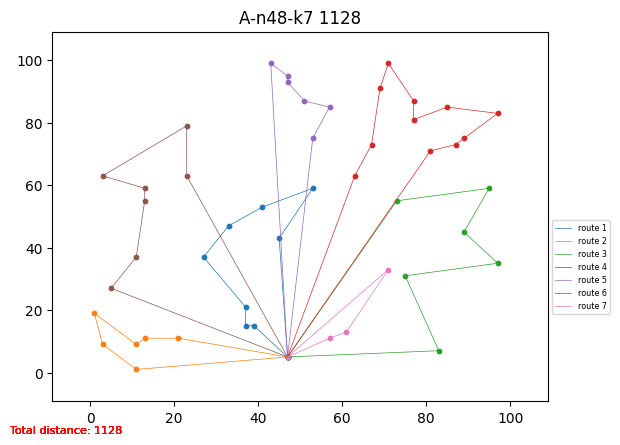 A-n48-k7 1128
100
80
60
40
20
0
0 20 40 60 80 100
route 1
route 2
route 3
route 4
route 5
route 6
route 7
Total distance: 1128